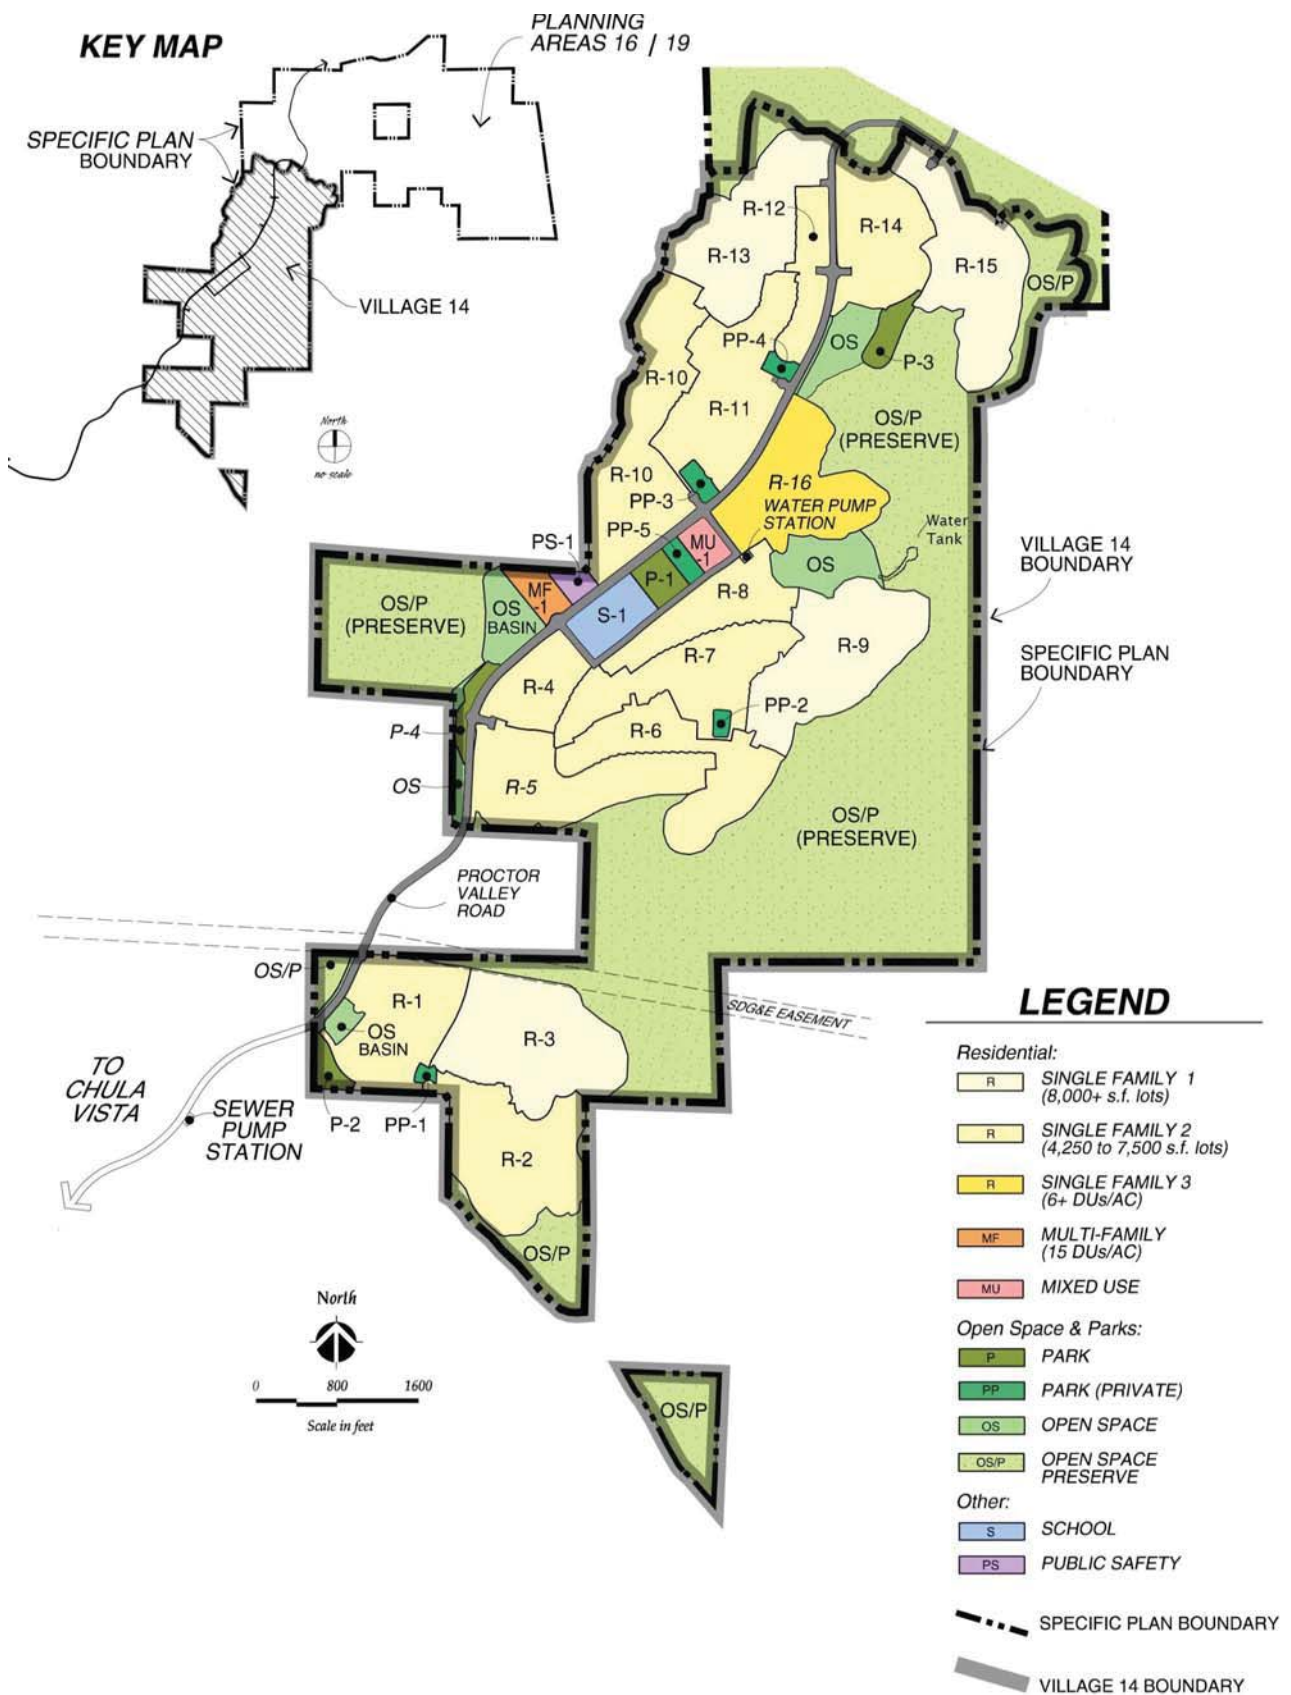 KEY MAP
PLANNING
AREAS 16 / 19
SPECIFIC PLAN
BOUNDARY
VILLAGE 14
North
no scale
R-12
R-14
R-13
R-15
OS/P
PP-4
OS
P-3
R-10
R-11
OS/P
(PRESERVE)
R-10
R-16
PP-3
WATER PUMP
STATION
PP-5
Water
Tank
PS-1
MU
-1
VILLAGE 14
BOUNDARY
OS
P-1
MF
-1
R-8
OS/P
(PRESERVE)
OS
BASIN
S-1
R-9
R-7
SPECIFIC PLAN
BOUNDARY
R-4
PP-2
P-4
R-6
OS
R-5
OS/P
(PRESERVE)
PROCTOR
VALLEY
ROAD
OS/P
R-1
SDG&E EASEMENT
OS
BASIN
R-3
TO
CHULA
VISTA
SEWER
PUMP
STATION
P-2
PP-1
R-2
OS/P
North
0 800 1600
Scale in feet
OS/P
LEGEND
Residential:
R SINGLE FAMILY 1
(8,000+ s.f. lots)
R SINGLE FAMILY 2
(4,250 to 7,500 s.f. lots)
R SINGLE FAMILY 3
(6+ DUs/AC)
MF MULTI-FAMILY
(15 DUs/AC)
MU MIXED USE
Open Space & Parks:
P PARK
PP PARK (PRIVATE)
OS OPEN SPACE
OS/P OPEN SPACE
PRESERVE
Other:
S SCHOOL
PS PUBLIC SAFETY
SPECIFIC PLAN BOUNDARY
VILLAGE 14 BOUNDARY